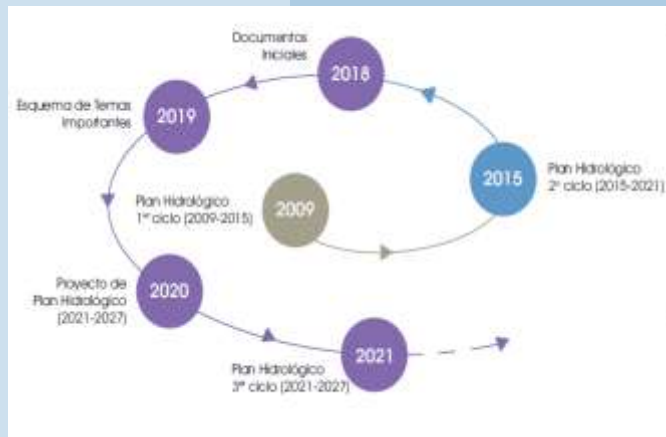 Documentos
Iniciales
2018
Esquema de Temas
Importantes
2019
2015
Plan Hidrológico
2º ciclo (2015-2021)
Plan Hidrológico
1er ciclo (2009-2015)
2009
Proyecto de
Plan Hidrológico
(2021-2027)
2020
2021
Plan Hidrológico
3er ciclo (2021-2027)